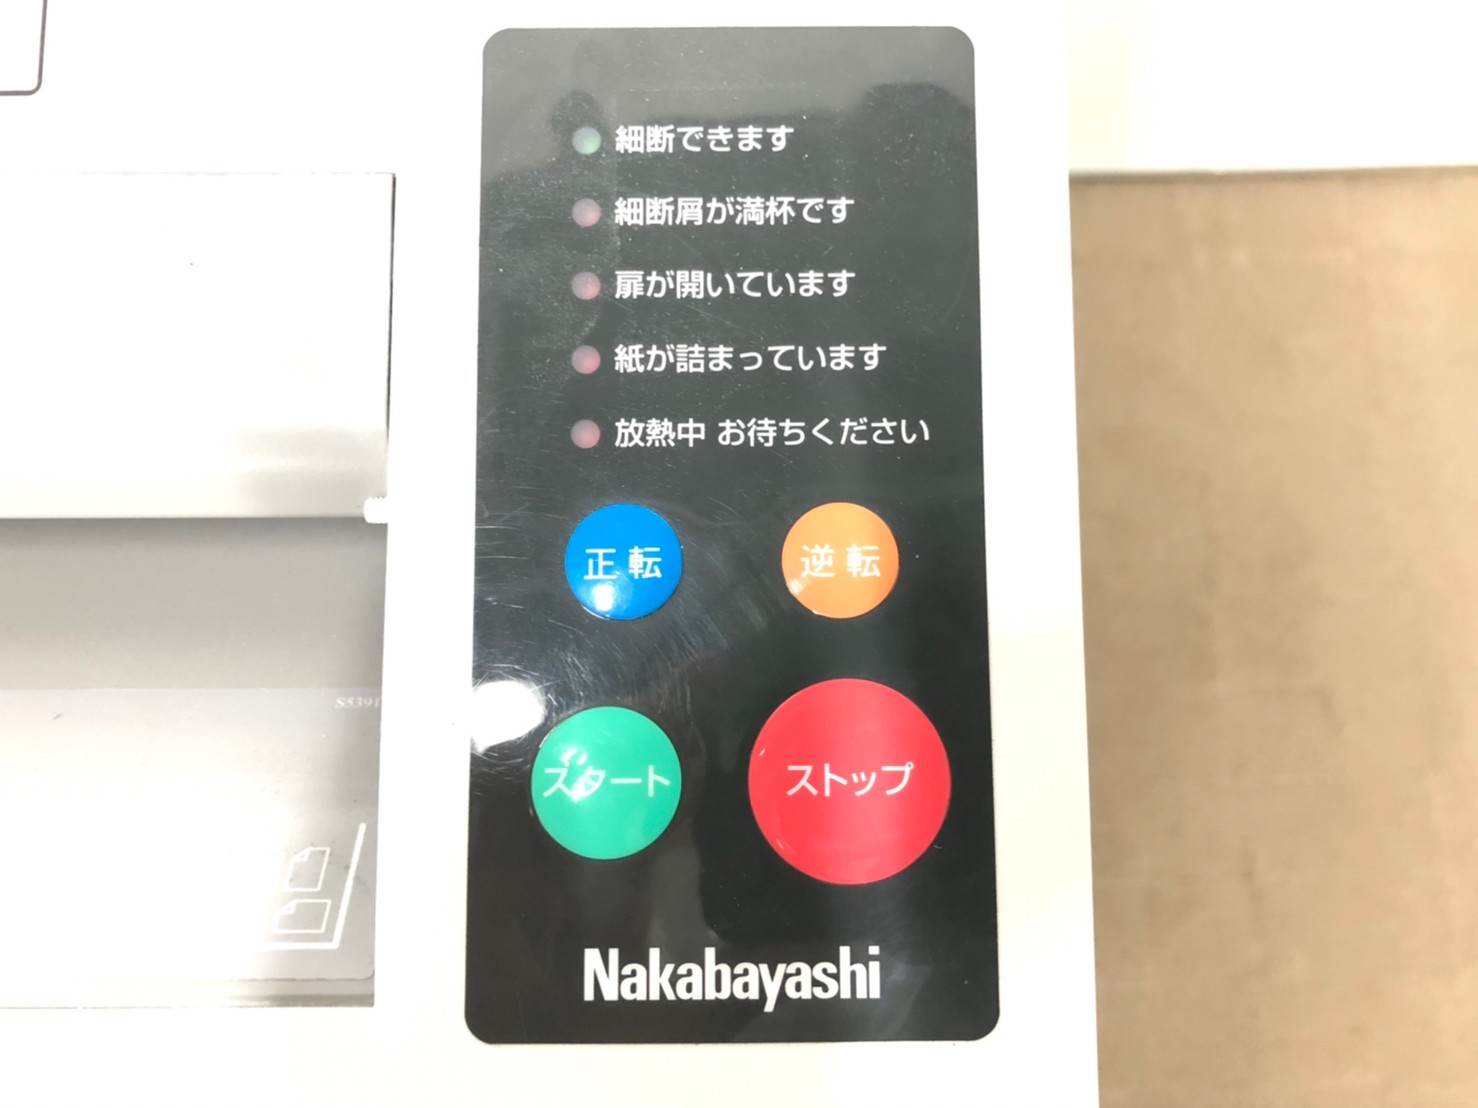 細断できます
細断屑が満杯です
扉が開いています
紙が詰まっています
放熱中 お待ちください
正転
逆転
スタート
ストップ
Nakabayashi